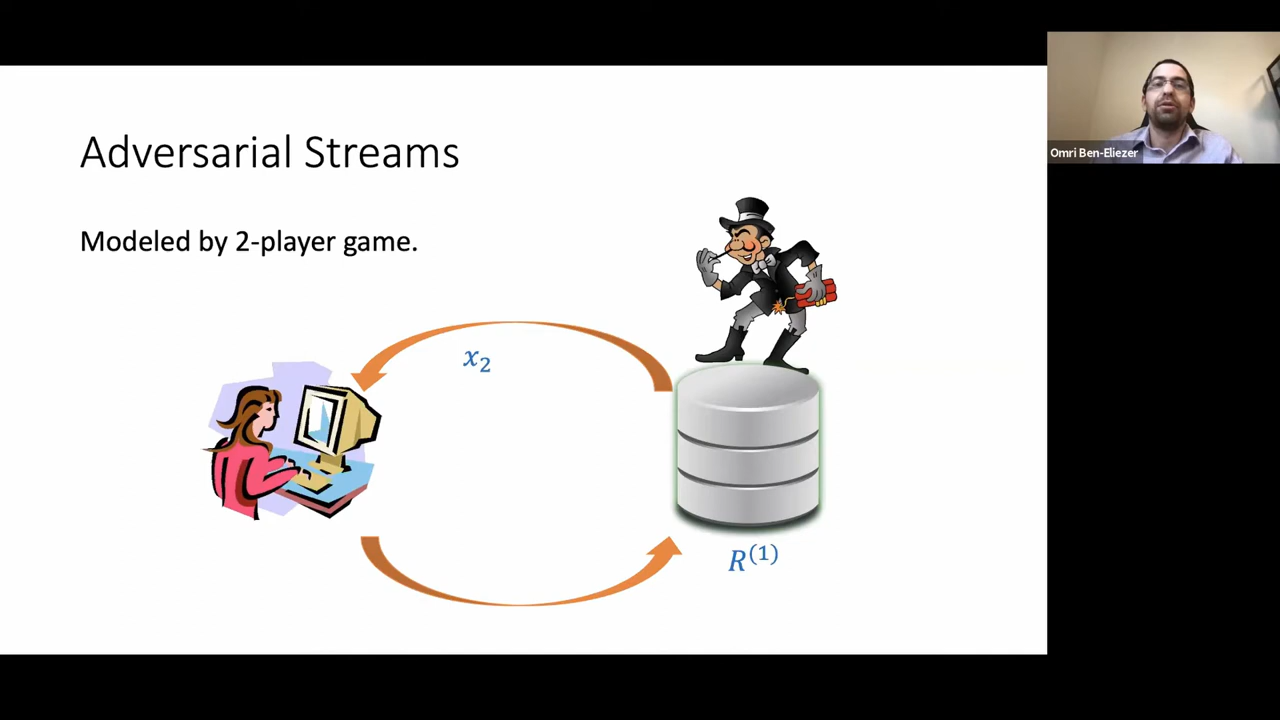 Adversarial Streams
Modeled by 2-player game.
x₂
R⁽¹⁾
Omri Ben-Eliezer